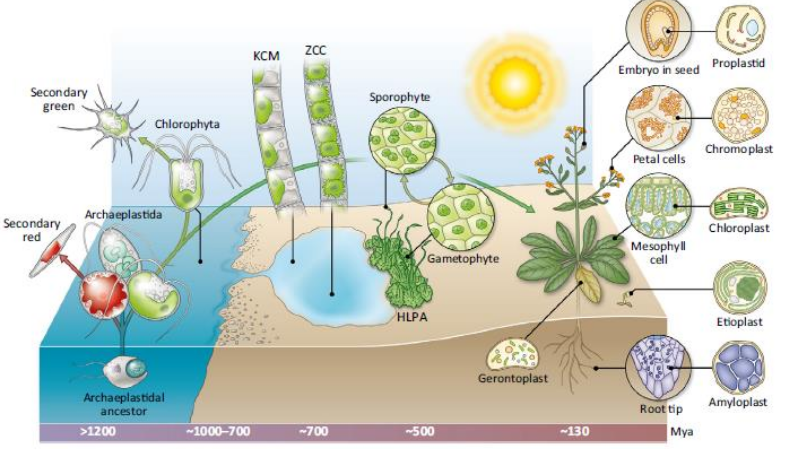 KCM
ZCC
Secondary
green
Chlorophyta
Sporophyte
Embryo in seed
Proplastid
Petal cells
Chromoplast
Secondary
red
Archaeplastida
Gametophyte
Mesophyll
cell
Chloroplast
HLPA
Etioplast
Gerontoplast
Archaeplastidal
ancestor
Root tip
Amyloplast
>1200
~1000–700
~700
~500
~130
Mya